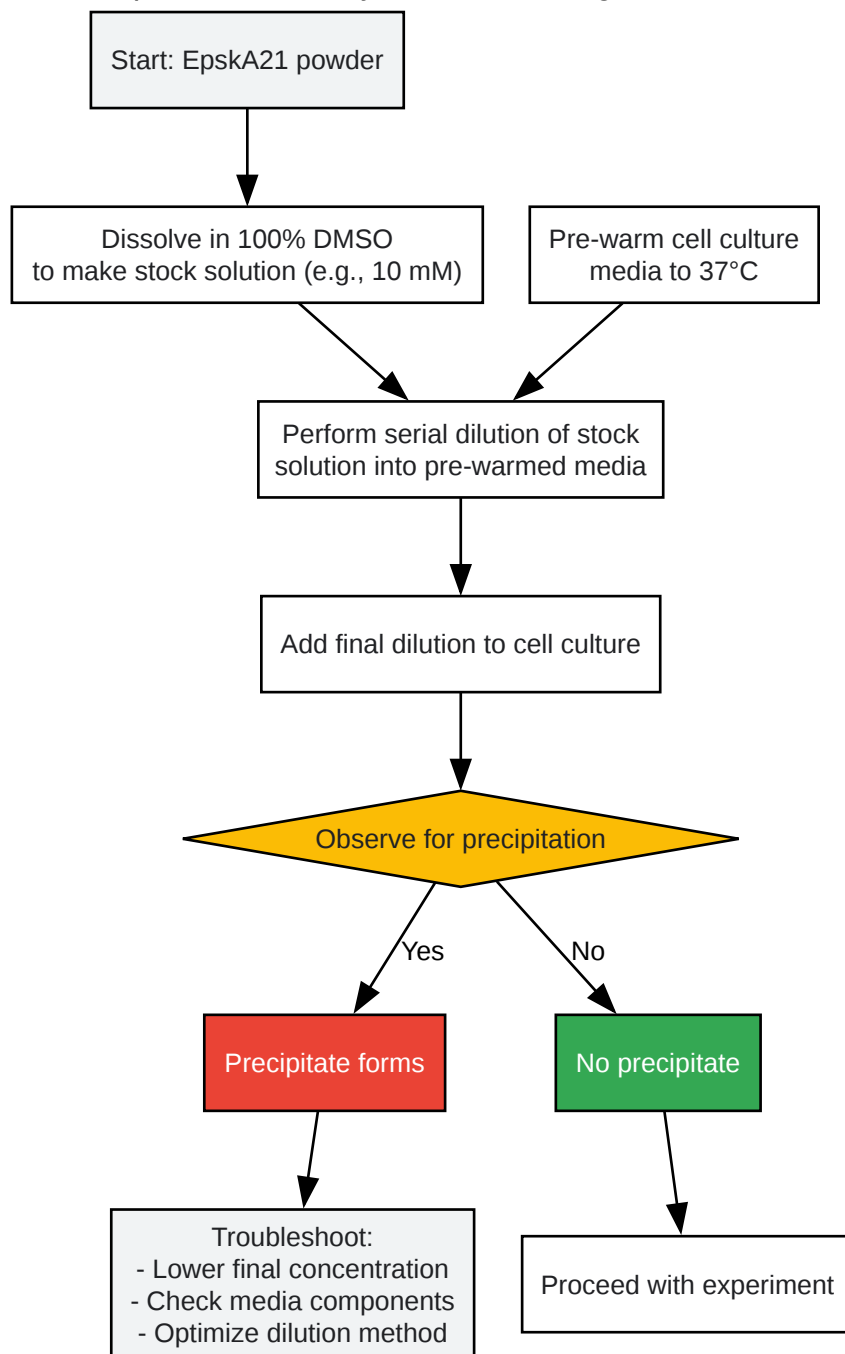 Start: EpskA21 powder
Dissolve in 100% DMSO
to make stock solution (e.g., 10 mM)
Pre-warm cell culture
media to 37°C
Perform serial dilution of stock
solution into pre-warmed media
Add final dilution to cell culture
Observe for precipitation
Yes
No
Precipitate forms
No precipitate
Troubleshoot:
- Lower final concentration
- Check media components
- Optimize dilution method
Proceed with experiment